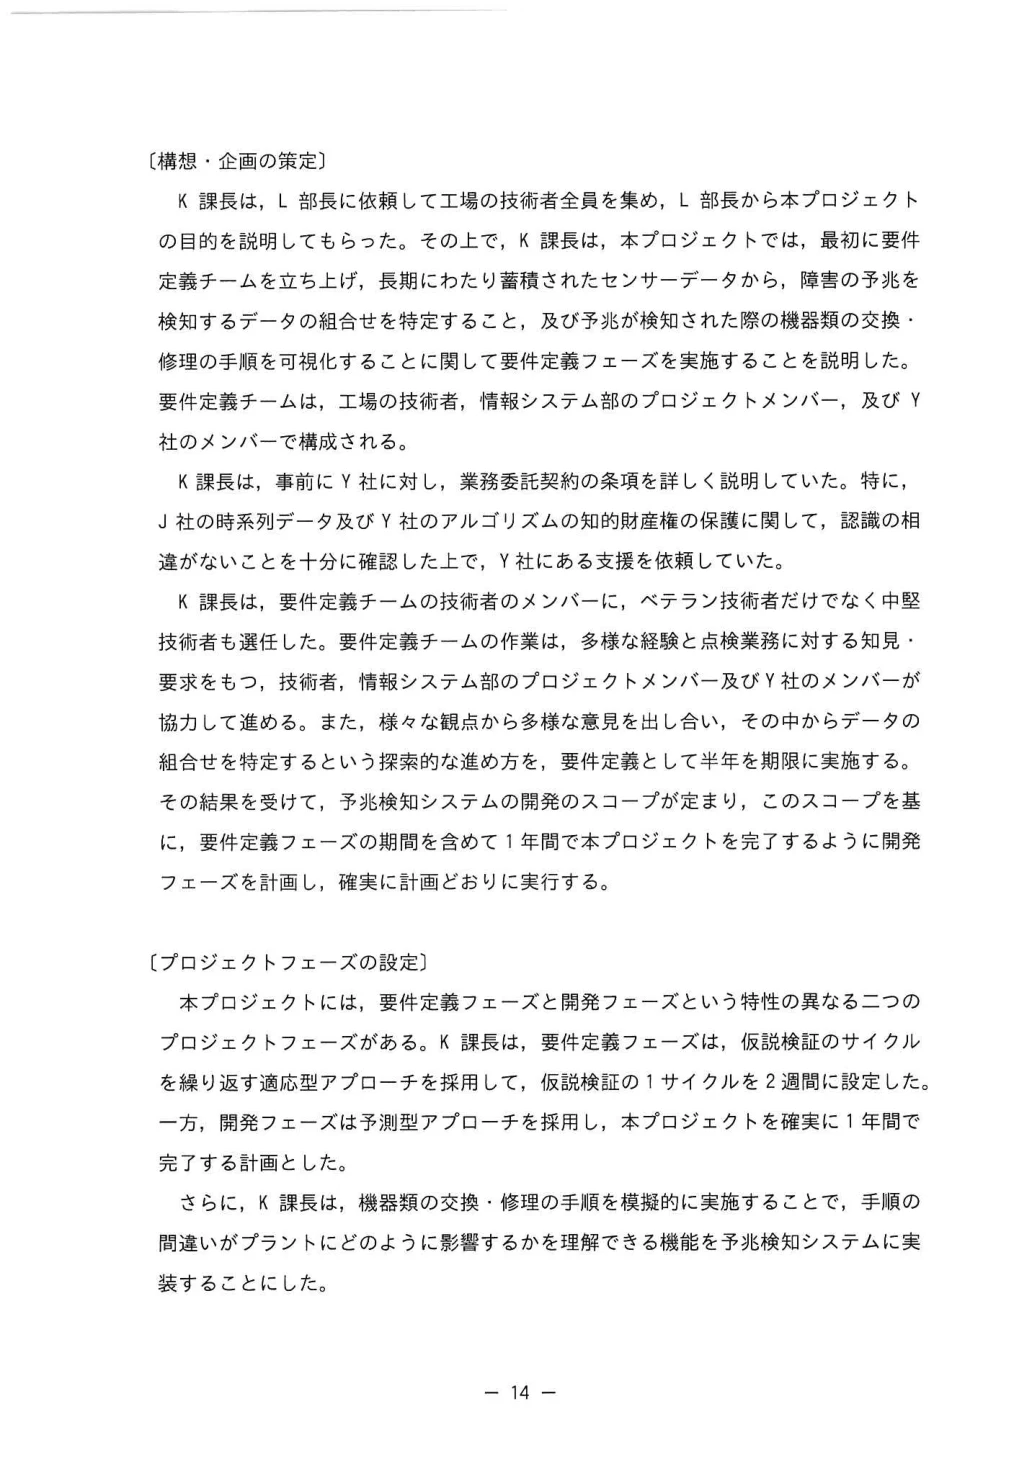 〔構想・企画の策定〕
K 課長は，L 部長に依頼して工場の技術者全員を集め，L 部長から本プロジェクト
の目的を説明してもらった。その上で，K 課長は，本プロジェクトでは，最初に要件
定義チームを立ち上げ，長期にわたり蓄積されたセンサーデータから，障害の予兆を
検知するデータの組合せを特定すること，及び予兆が検知された際の機器類の交換・
修理の手順を可視化することに関して要件定義フェーズを実施することを説明した。
要件定義チームは，工場の技術者，情報システム部のプロジェクトメンバー，及び Y
社のメンバーで構成される。
K 課長は，事前に Y 社に対し，業務委託契約の条項を詳しく説明していた。特に，
J 社の時系列データ及び Y 社のアルゴリズムの知的財産権の保護に関して，認識の相
違がないことを十分に確認した上で，Y 社にある支援を依頼していた。
K 課長は，要件定義チームの技術者のメンバーに，ベテラン技術者だけでなく中堅
技術者も選任した。要件定義チームの作業は，多様な経験と点検業務に対する知見・
要求をもつ，技術者，情報システム部のプロジェクトメンバー及び Y 社のメンバーが
協力して進める。また，様々な観点から多様な意見を出し合い，その中からデータの
組合せを特定するという探索的な進め方を，要件定義として半年を期限に実施する。
その結果を受けて，予兆検知システムの開発のスコープが定まり，このスコープを基
に，要件定義フェーズの期間を含めて 1 年間で本プロジェクトを完了するように開発
フェーズを計画し，確実に計画どおりに実行する。
〔プロジェクトフェーズの設定〕
本プロジェクトには，要件定義フェーズと開発フェーズという特性の異なる二つの
プロジェクトフェーズがある。K 課長は，要件定義フェーズは，仮説検証のサイクル
を繰り返す適応型アプローチを採用して，仮説検証の 1 サイクルを 2 週間に設定した。
一方，開発フェーズは予測型アプローチを採用し，本プロジェクトを確実に 1 年間で
完了する計画とした。
さらに，K 課長は，機器類の交換・修理の手順を模擬的に実施することで，手順の
間違いがプラントにどのように影響するかを理解できる機能を予兆検知システムに実
装することにした。
－ 14 －